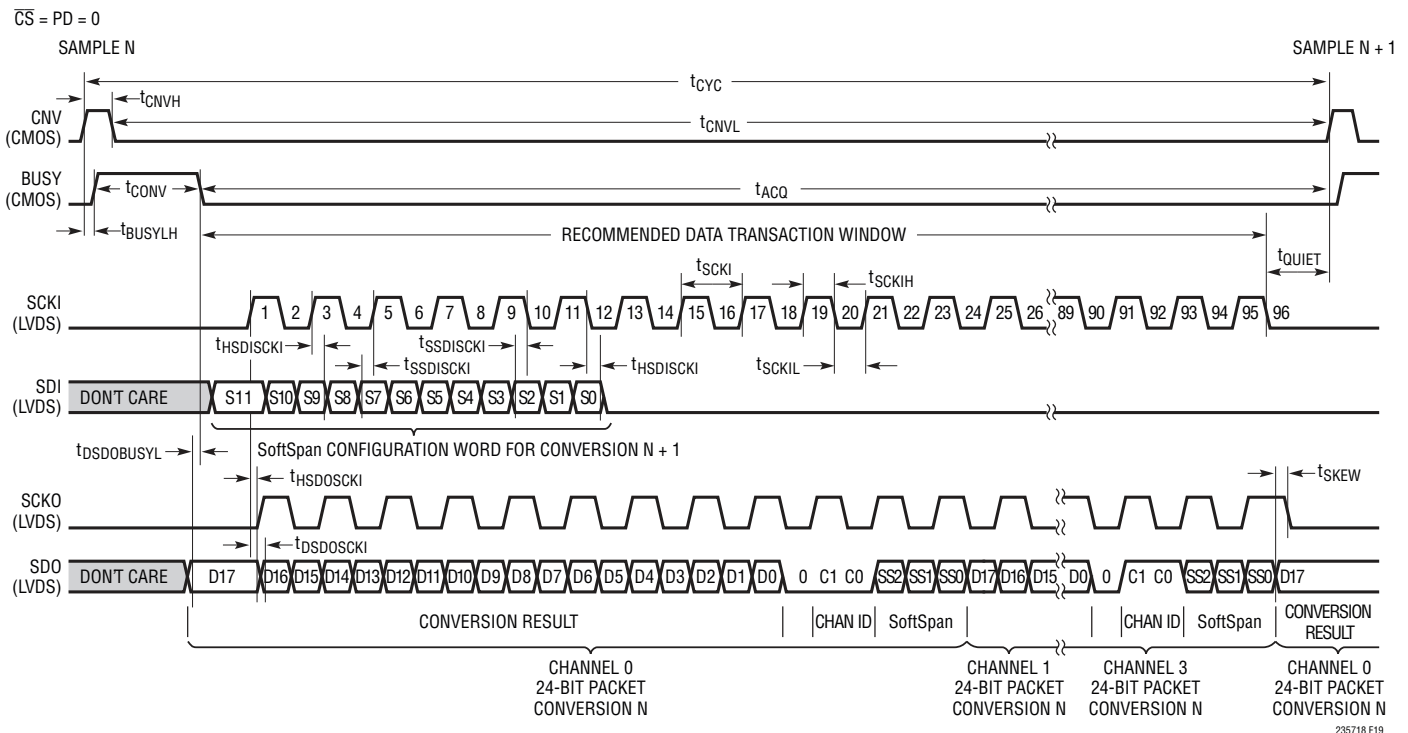 CS = PD = 0
SAMPLE N
SAMPLE N + 1
tCYC
tCNVH
CNV
(CMOS)
tCNVL
BUSY
(CMOS)
tCONV
tACQ
tBUSYLH
RECOMMENDED DATA TRANSACTION WINDOW
tQUIET
tSCKI
tSCKIH
SCKI
(LVDS)
1 2 3 4 5 6 7 8 9 10 11 12 13 14 15 16 17 18 19 20 21 22 23 24 25 26 89 90 91 92 93 94 95 96
tHSDISCKI
tSSDISCKI
tSSDISCKI
tHSDISCKI
tSCKIL
SDI
(LVDS)
DON'T CARE S11 S10 S9 S8 S7 S6 S5 S4 S3 S2 S1 S0
tDSDOBUSYL
SoftSpan CONFIGURATION WORD FOR CONVERSION N + 1
tHSDOSCKI
tSKEW
SCKO
(LVDS)
tDSDOSCKI
SDO
(LVDS)
DON'T CARE D17 D16 D15 D14 D13 D12 D11 D10 D9 D8 D7 D6 D5 D4 D3 D2 D1 D0 0 C1 C0 SS2 SS1 SS0 D17 D16 D15 D0 0 C1 C0 SS2 SS1 SS0 D17
CONVERSION RESULT
CHAN ID
SoftSpan
CHAN ID
SoftSpan
CONVERSION
RESULT
CHANNEL 0
24-BIT PACKET
CONVERSION N
CHANNEL 1
24-BIT PACKET
CONVERSION N
CHANNEL 3
24-BIT PACKET
CONVERSION N
CHANNEL 0
24-BIT PACKET
CONVERSION N
235718 F19